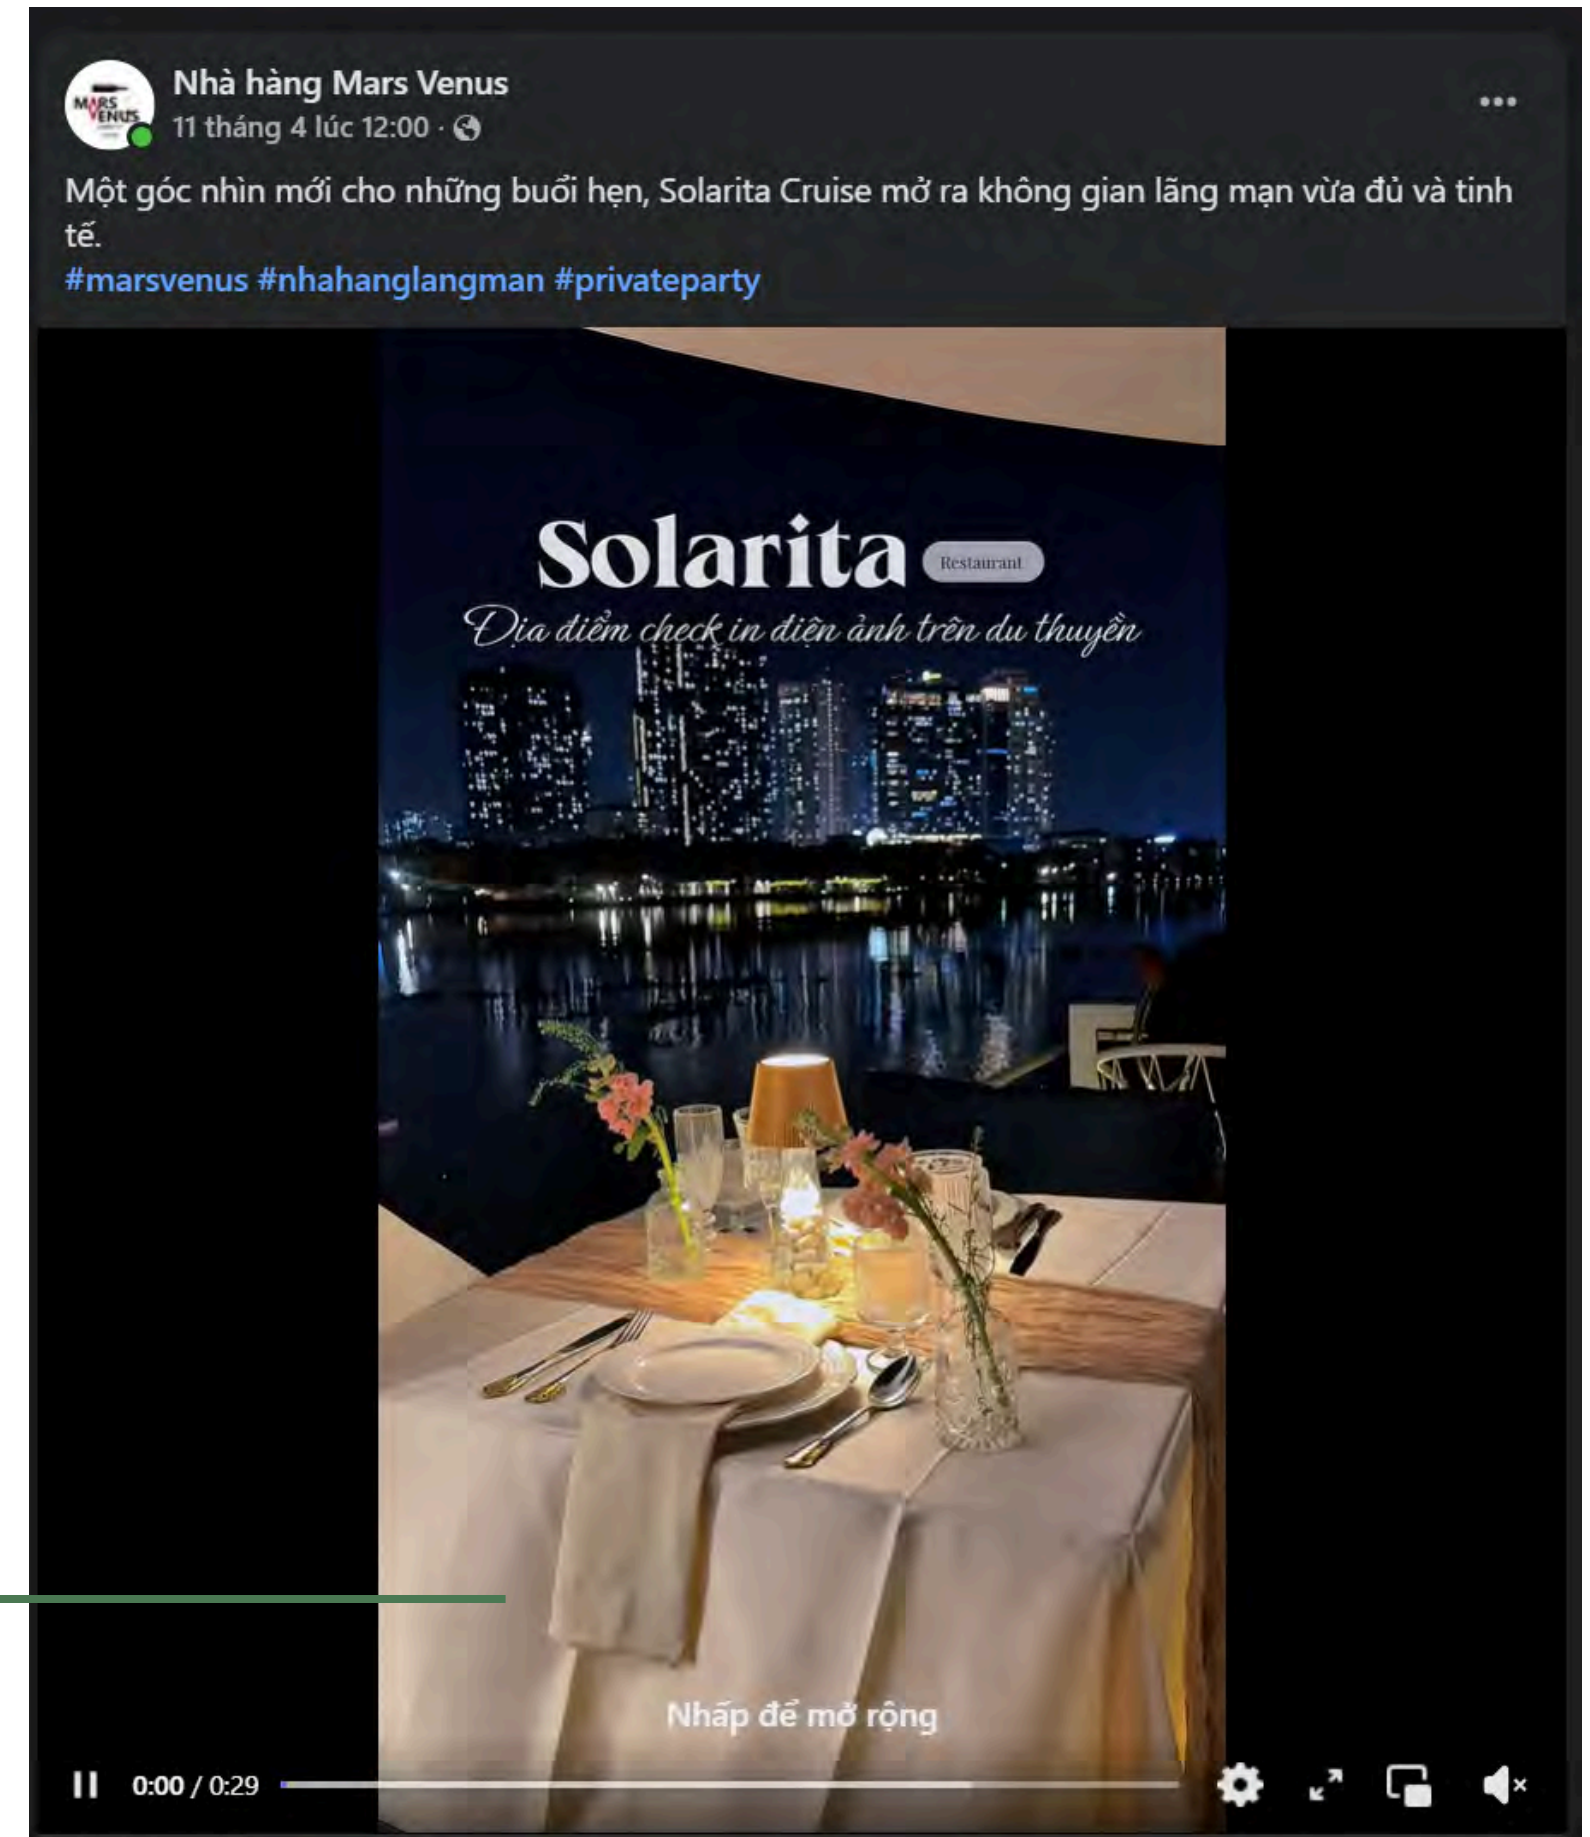 MARS
VENUS
Nhà hàng Mars Venus
11 tháng 4 lúc 12:00 ·
Một góc nhìn mới cho những buổi hẹn, Solarita Cruise mở ra không gian lãng mạn vừa đủ và tinh
tế.
#marsvenus #nhahanglangman #privateparty
Solarita Restaurant
Địa điểm check in điện ảnh trên du thuyền
Nhấp để mở rộng
0:00 / 0:29